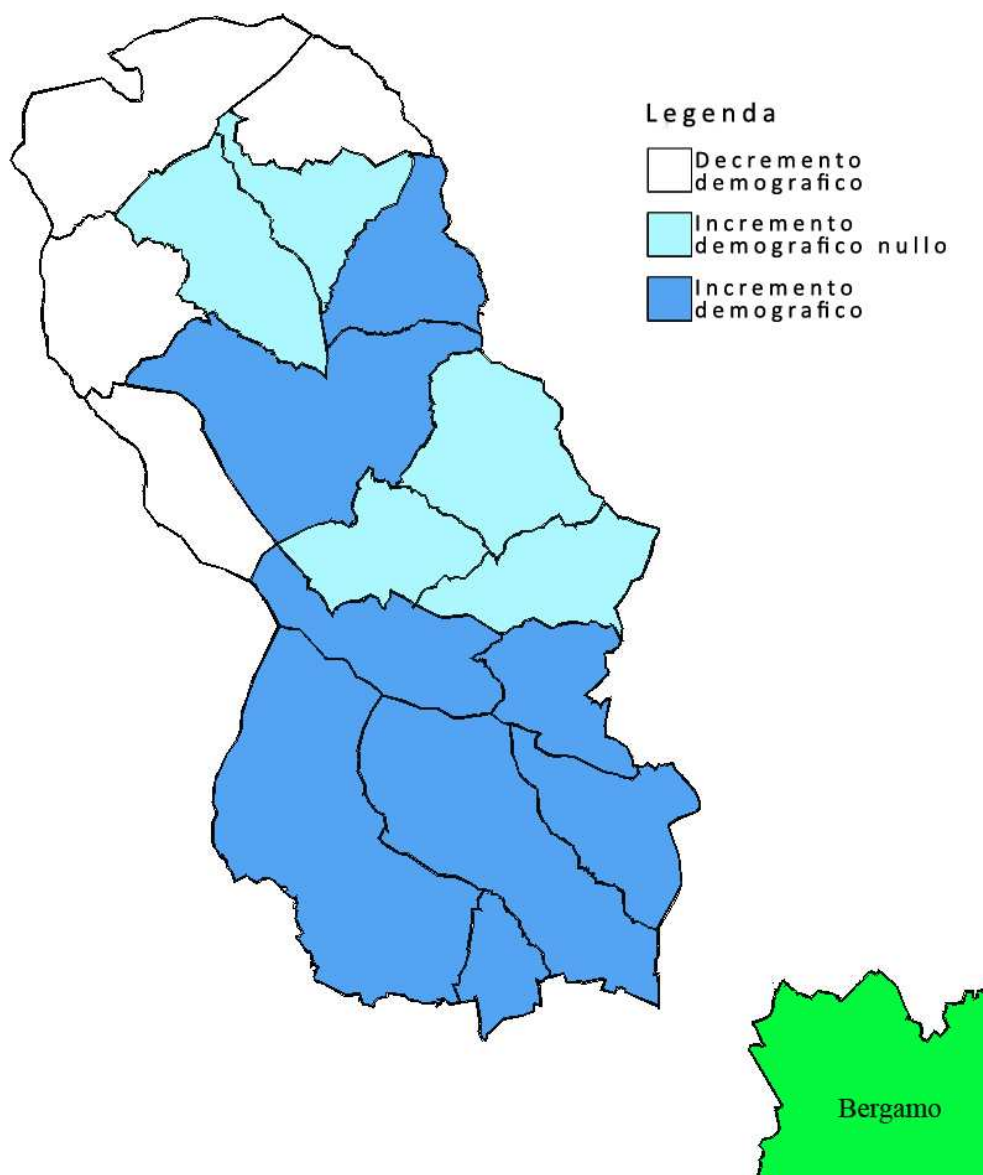 Legenda
Decremento
demografico
Incremento
demografico nullo
Incremento
demografico
Bergamo